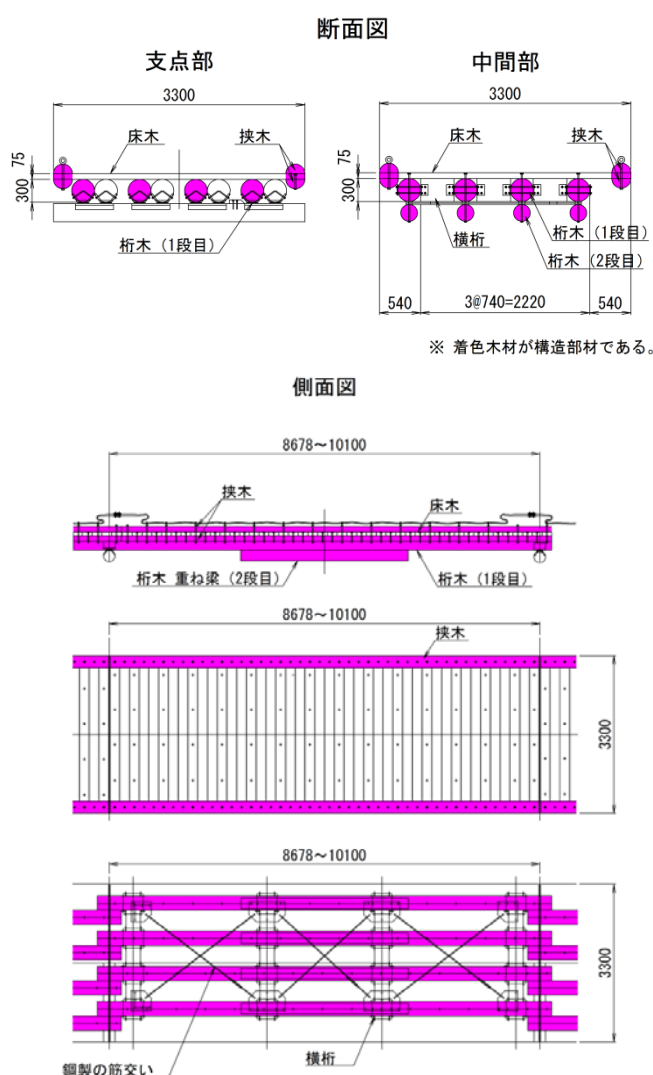 断面図
支点部
中間部
3300
3300
床木
挟木
床木
挟木
75
300
75
300
桁木（1段目）
横桁
桁木（1段目）
桁木（2段目）
540
3@740=2220
540
※ 着色木材が構造部材である。
側面図
8678～10100
挟木
床木
桁木 重ね梁（2段目）
桁木（1段目）
8678～10100
挟木
3300
8678～10100
3300
横桁
鋼製の筋交い